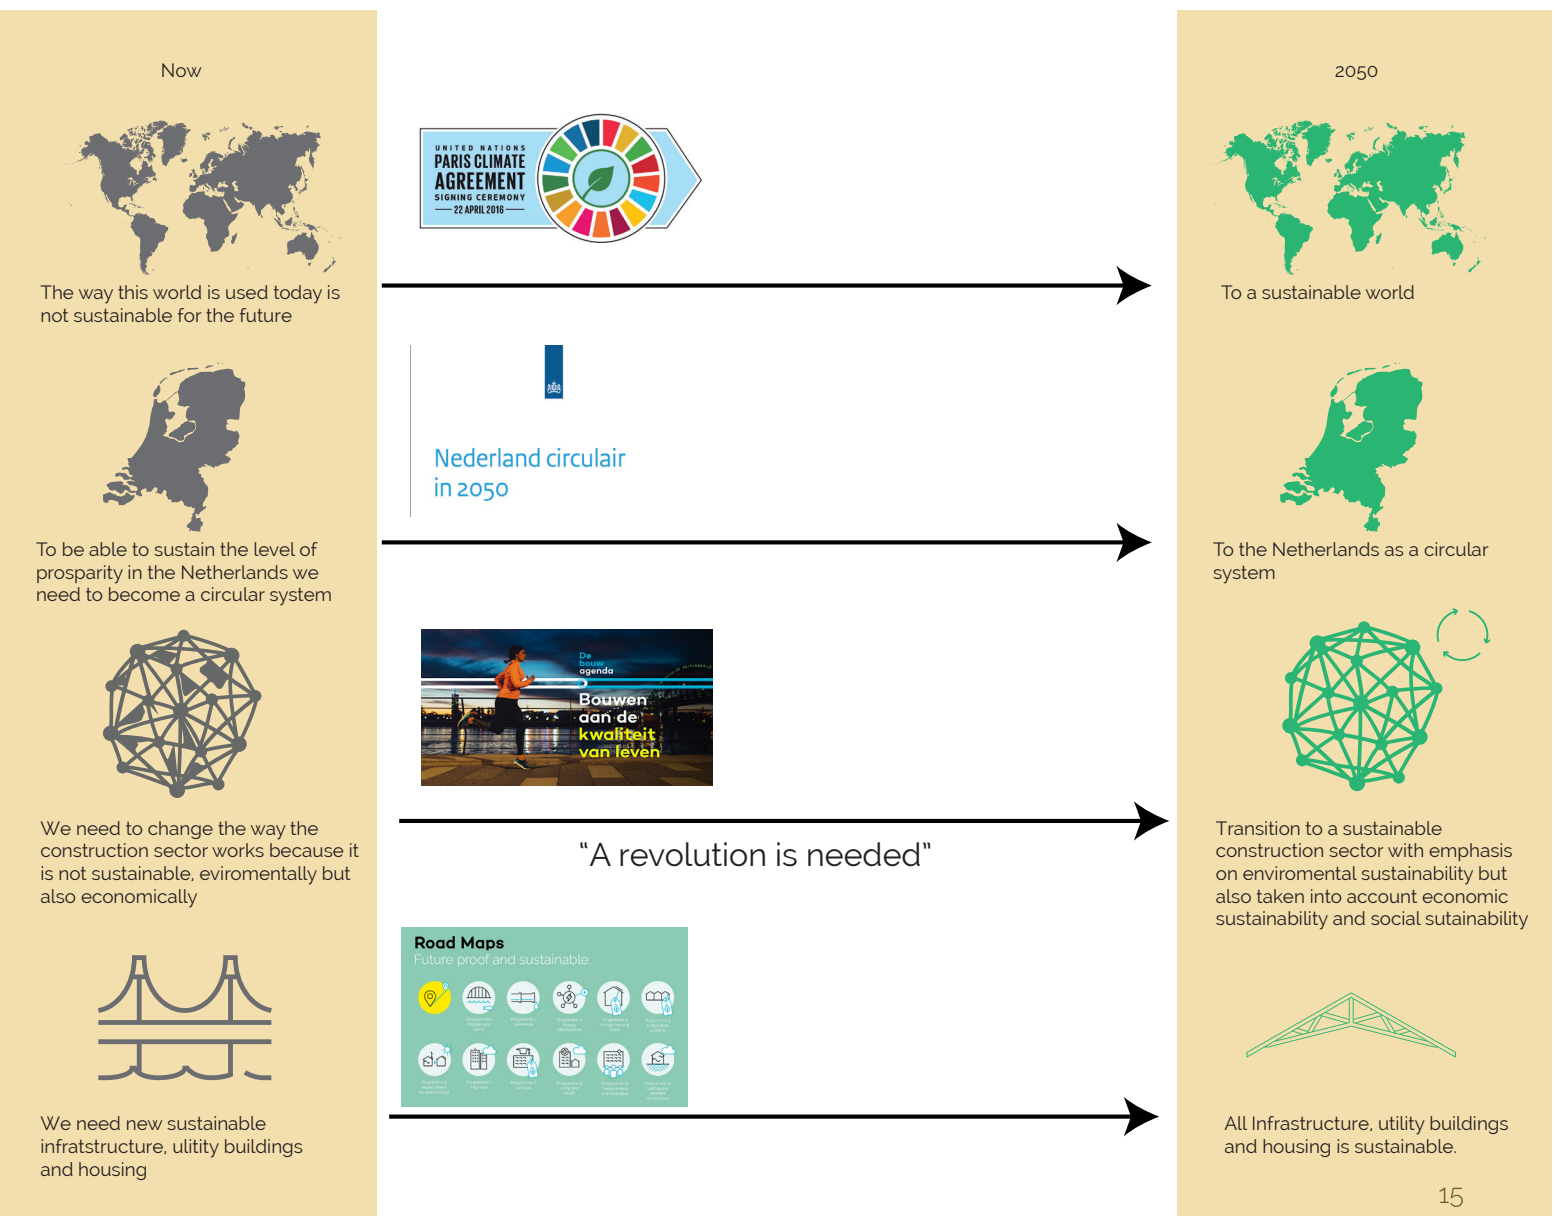 Now
2050
UNITED NATIONS
PARIS CLIMATE
AGREEMENT
SIGNING CEREMONY
22 APRIL 2016
The way this world is used today is
not sustainable for the future
To a sustainable world
Nederland circulair
in 2050
To be able to sustain the level of
prosparity in the Netherlands we
need to become a circular system
To the Netherlands as a circular
system
De
bouw
agenda
Bouwen
aan de
kwaliteit
van leven
We need to change the way the
construction sector works because it
is not sustainable, eviromentally but
also economically
“A revolution is needed”
Transition to a sustainable
construction sector with emphasis
on enviromental sustainability but
also taken into account economic
sustainability and social sutainability
Road Maps
Future proof and sustainable:
We need new sustainable
infratstructure, ulitity buildings
and housing
All Infrastructure, utility buildings
and housing is sustainable.
15